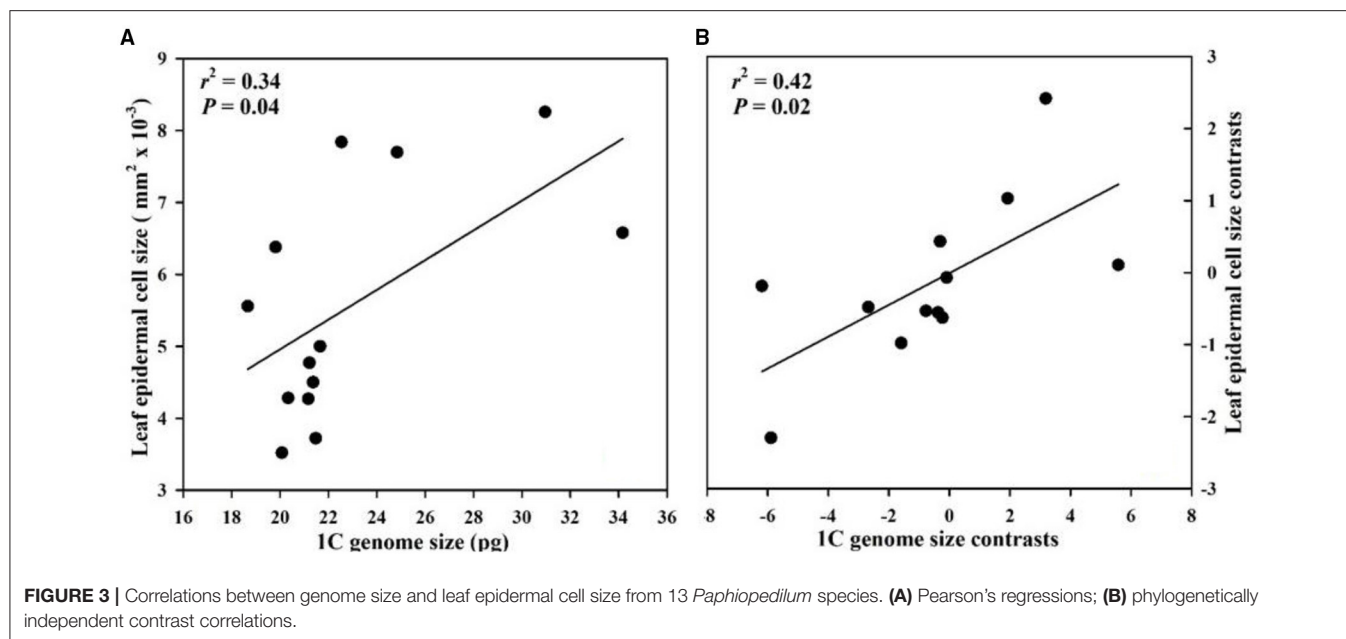 A
r² = 0.34
P = 0.04
Leaf epidermal cell size ( mm² x 10⁻³)
9
8
7
6
5
4
3
16 18 20 22 24 26 28 30 32 34 36
1C genome size (pg)
B
r² = 0.42
P = 0.02
Leaf epidermal cell size contrasts
3
2
1
0
-1
-2
-3
8 -6 -4 -2 0 2 4 6 8
1C genome size contrasts
FIGURE 3 | Correlations between genome size and leaf epidermal cell size from 13 Paphiopedilum species. (A) Pearson's regressions; (B) phylogenetically
independent contrast correlations.